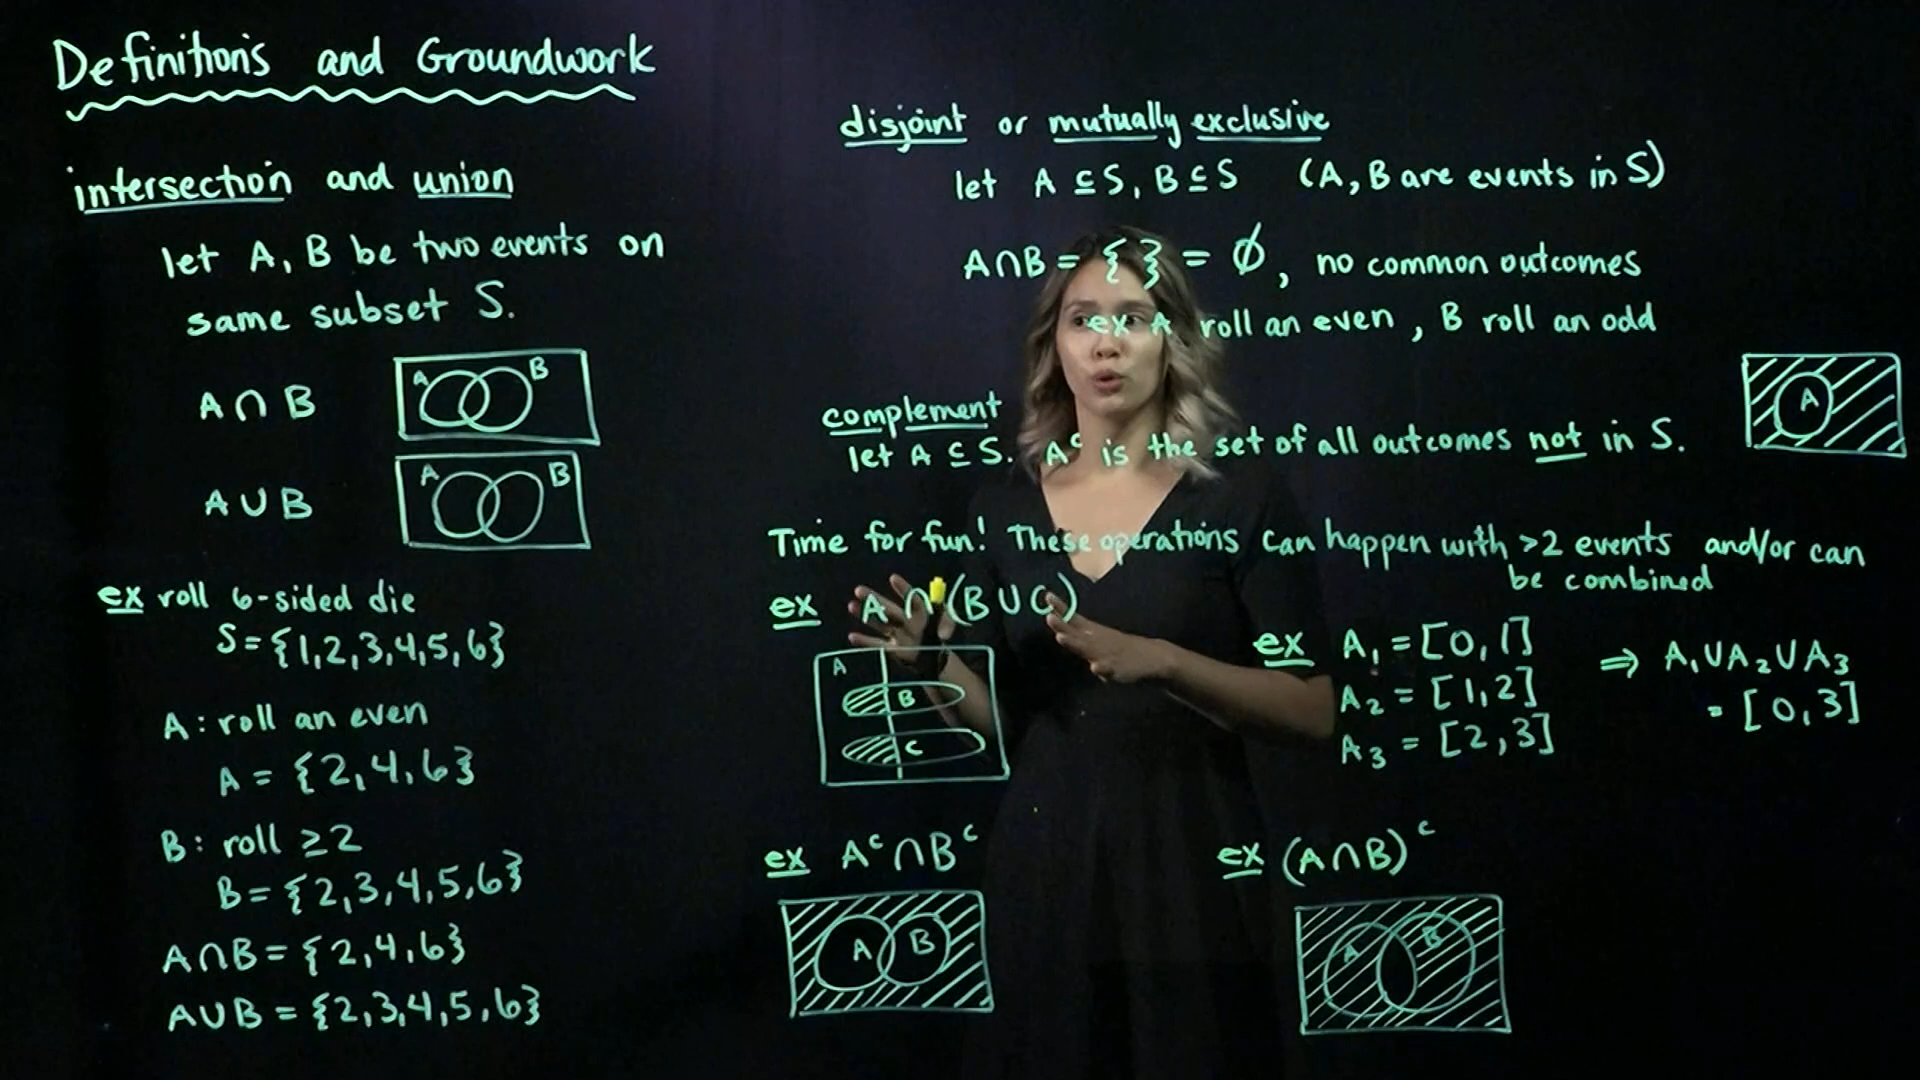 Definitions and Groundwork
intersection and union
let A, B be two events on
same subset S.
A∩B
A B
A∪B
A B
ex roll 6-sided die
S={1,2,3,4,5,6}
A: roll an even
A = {2,4,6}
B: roll ≥2
B={2,3,4,5,6}
A∩B={2,4,6}
A∪B={2,3,4,5,6}
disjoint or mutually exclusive
let A ⊆ S, B ⊆ S (A, B are events in S)
A∩B = { } = ∅, no common outcomes
ex A roll an even, B roll an odd
complement
let A ⊆ S. Aᶜ is the set of all outcomes not in S.
A
Time for fun! These operations can happen with >2 events and/or can
be combined
ex A∩(B∪C)
A
B
C
ex A₁ = [0,1]
A₂ = [1,2]
A₃ = [2,3]
⇒ A₁∪A₂∪A₃
= [0,3]
ex Aᶜ∩Bᶜ
A B
ex (A∩B)ᶜ
A B